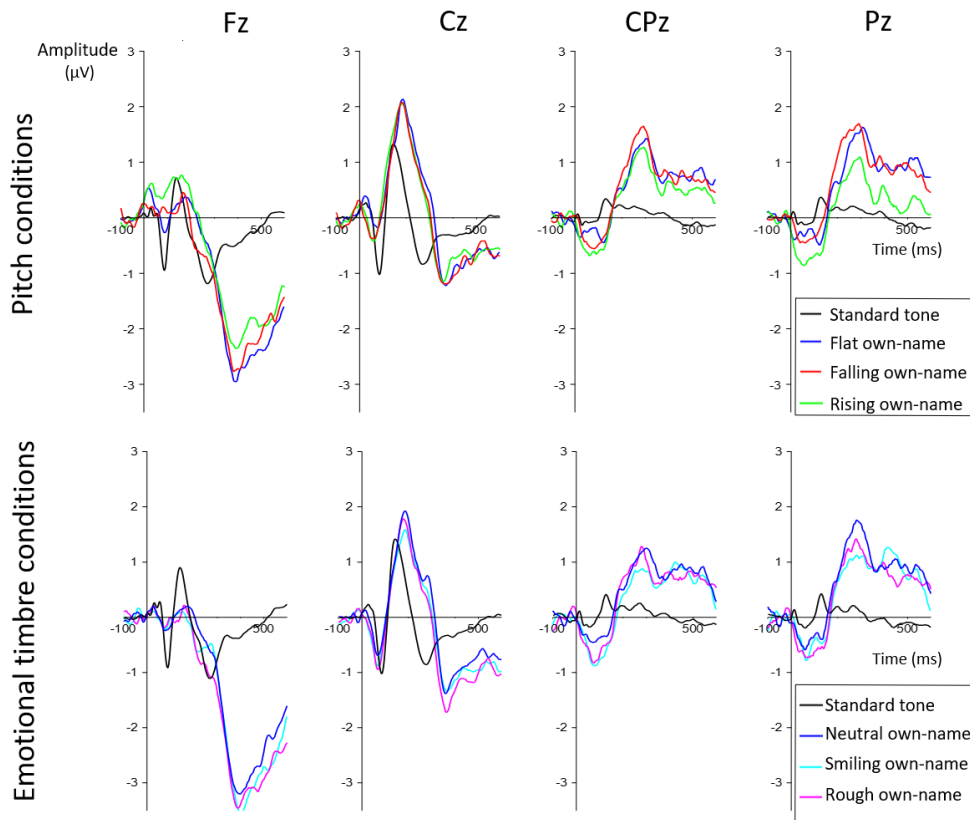 Fz Cz CPz Pz
Amplitude
(µV)
Pitch conditions
3 3 3 3
2 2 2 2
1 1 1 1
-100 500 -100 500 -100 500 -100 500
Time (ms)
-1 -1 -1 -1
-2 -2 -2 -2
-3 -3 -3 -3
Standard tone
Flat own-name
Falling own-name
Rising own-name
Emotional timbre conditions
3 3 3 3
2 2 2 2
1 1 1 1
-100 500 -100 500 -100 500 -100 500
Time (ms)
-1 -1 -1 -1
-2 -2 -2 -2
-3 -3 -3 -3
Standard tone
Neutral own-name
Smiling own-name
Rough own-name